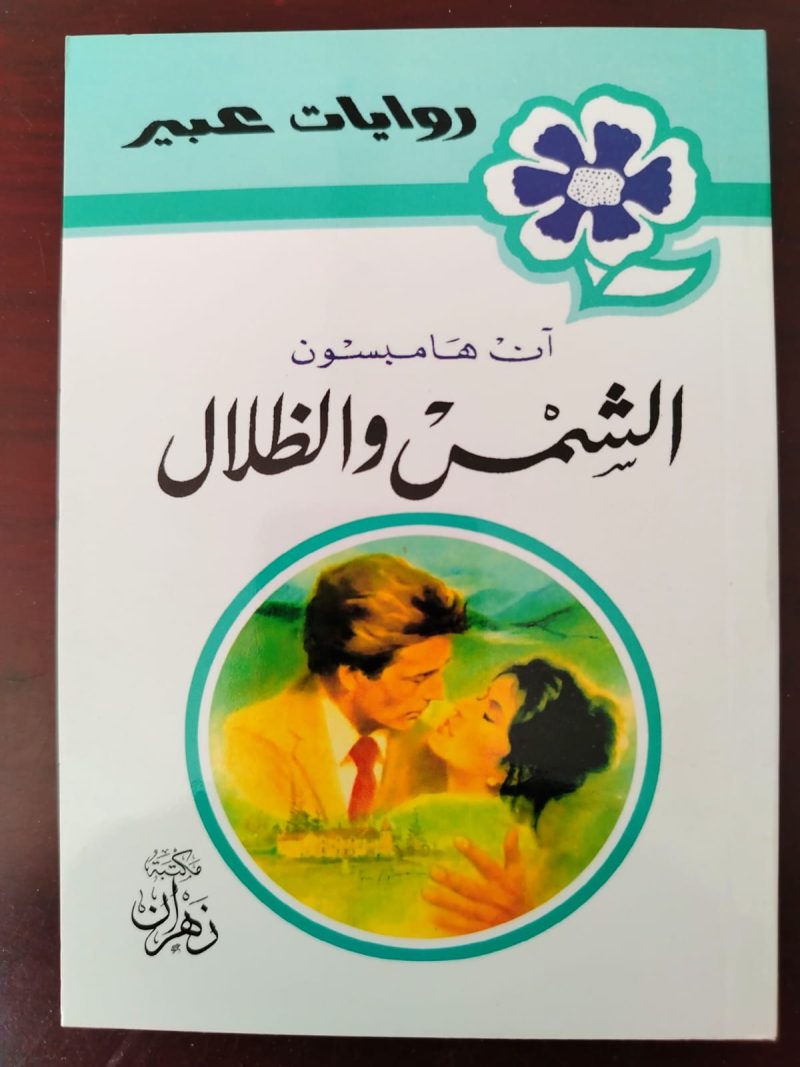 روايات عبير
آن هامبسون
الشمس والظلال
مكتبة
زهران